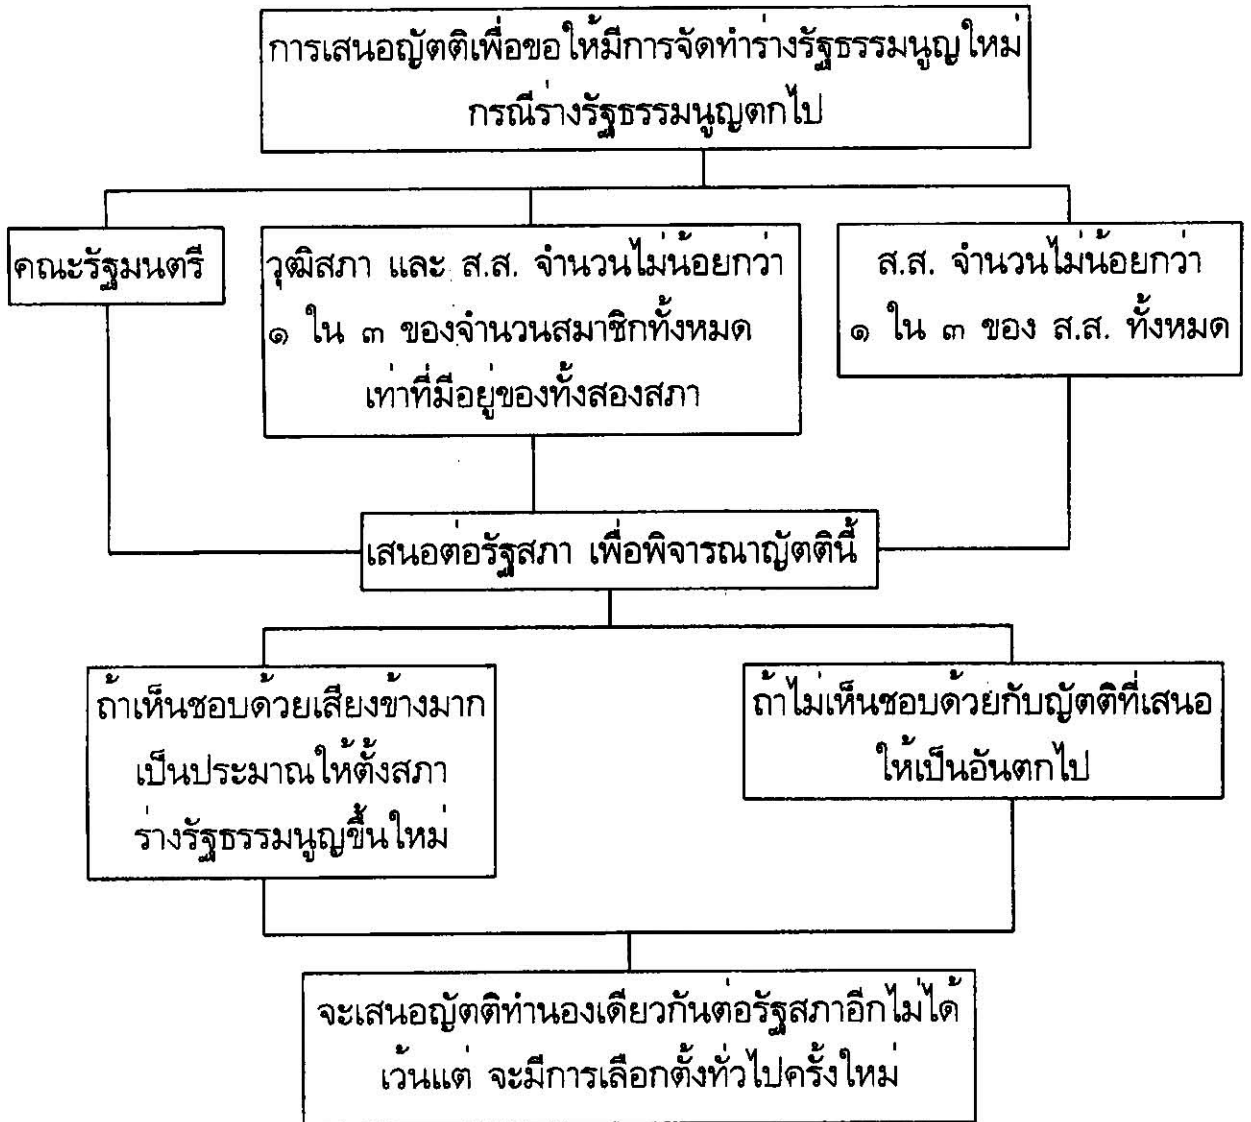 การเสนอญัตติเพื่อขอให้มีการจัดทำร่างรัฐธรรมนูญใหม่
กรณีร่างรัฐธรรมนูญตกไป
คณะรัฐมนตรี
วุฒิสภา และ ส.ส. จำนวนไม่น้อยกว่า
๑ ใน ๓ ของจำนวนสมาชิกทั้งหมด
เท่าที่มีอยู่ของทั้งสองสภา
ส.ส. จำนวนไม่น้อยกว่า
๑ ใน ๓ ของ ส.ส. ทั้งหมด
เสนอต่อรัฐสภา เพื่อพิจารณาญัตตินี้
ถ้าเห็นชอบด้วยเสียงข้างมาก
เป็นประมาณให้ตั้งสภา
ร่างรัฐธรรมนูญขึ้นใหม่
ถ้าไม่เห็นชอบด้วยกับญัตติที่เสนอ
ให้เป็นอันตกไป
จะเสนอญัตติทำนองเดียวกันต่อรัฐสภาอีกไม่ได้
เว้นแต่ จะมีการเลือกตั้งทั่วไปครั้งใหม่